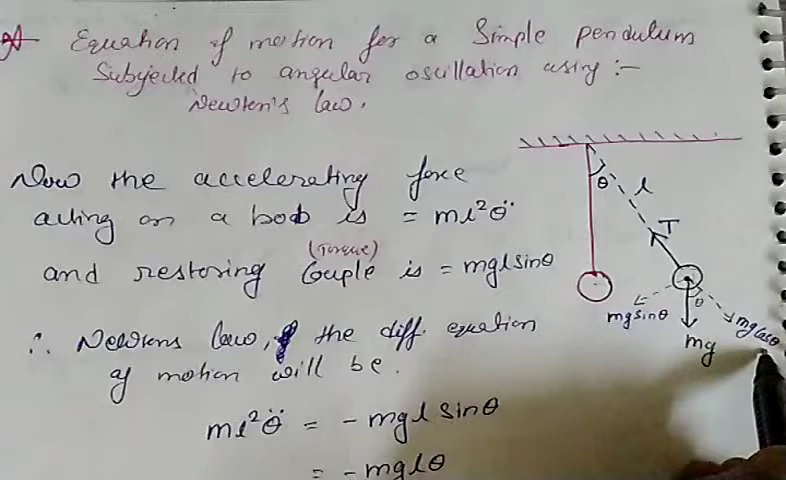 Equation of motion for a Simple pendulum
Subjected to angular oscillation using :-
Newton's law.
Now the accelerating force
acting on a bob is = ml²θ̈
(Torque)
and restoring Couple is = mgl sinθ
∴ Newtons law, the diff. equation
of motion will be.
ml²θ̈ = - mgl sinθ
= - mglθ
θ
l
T
θ
mg sinθ
mg cosθ
mg